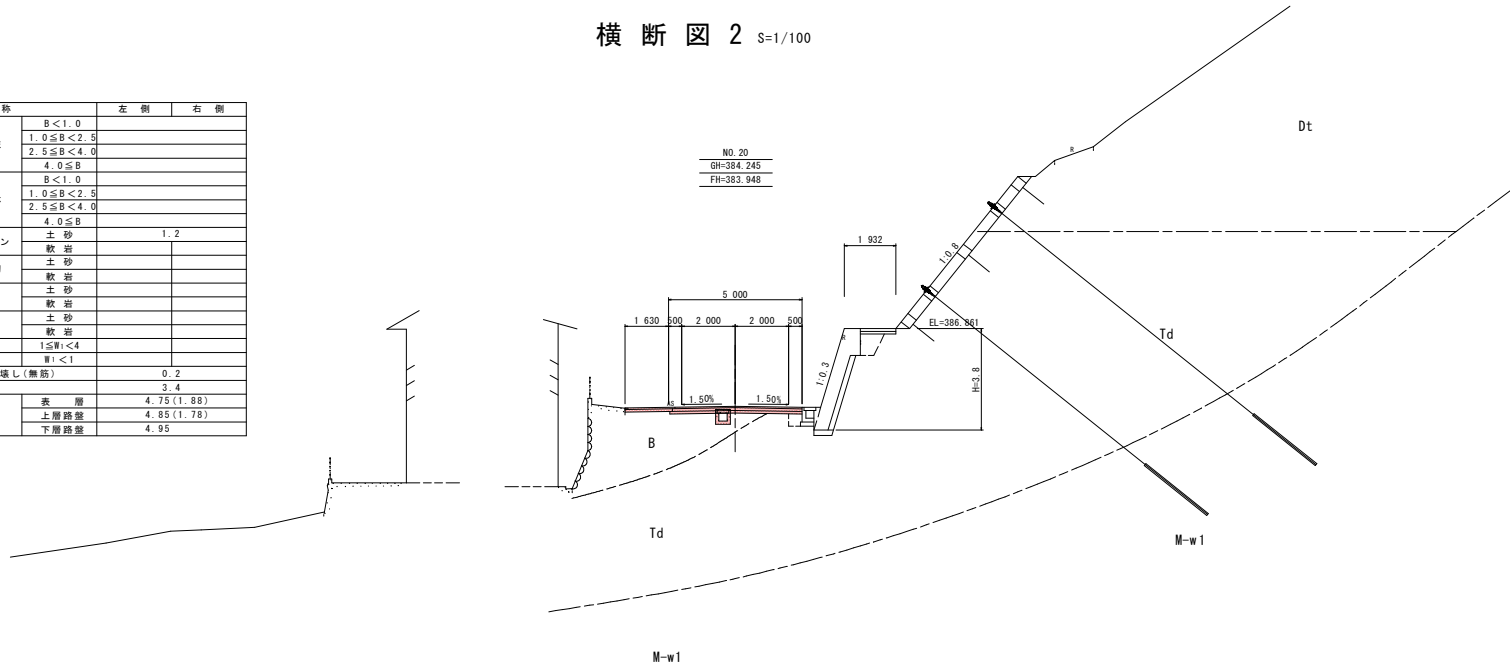 横断図2 S=1/100
称 左側 右側
B<1.0
1.0≦B<2.5
2.5≦B<4.0
4.0≦B
B<1.0
1.0≦B<2.5
2.5≦B<4.0
4.0≦B
ン 土砂 1.2
軟岩
土砂
軟岩
土砂
軟岩
土砂
軟岩
1≦W1<4
W1<1
壊し(無筋) 0.2
3.4
表層 4.75(1.88)
上層路盤 4.85(1.78)
下層路盤 4.95
NO.20
GH=384.245
FH=383.948
Dt
R
1:0.8
1 932
5 000
1 630 500 2 000 2 000 500
EL=386.861
R
Td
1:0.3
H=3.8
AS 1.50% 1.50%
B
Td
M-w1
M-w1